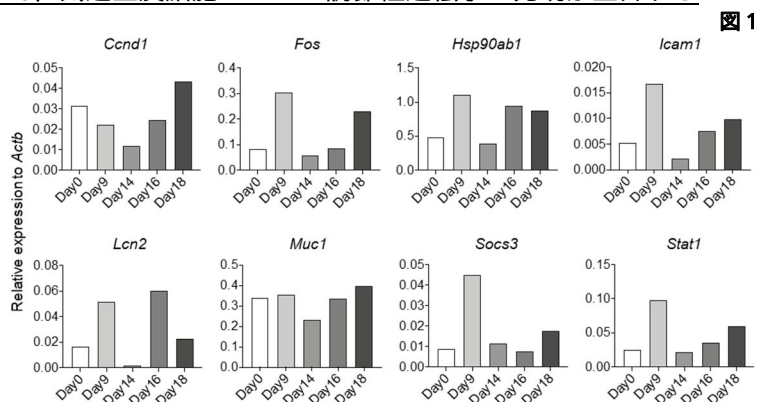 図1
Ccnd1 Fos Hsp90ab1 Icam1
0.05 0.4 1.5 0.020
0.04 0.3 1.0 0.015
0.03 0.2 0.5 0.010
0.02 0.1 0.0 0.005
0.01 0.0 0.000
0.00
Day0 Day9 Day14 Day16 Day18 Day0 Day9 Day14 Day16 Day18 Day0 Day9 Day14 Day16 Day18 Day0 Day9 Day14 Day16 Day18
Relative expression to Actb
Lcn2 Muc1 Socs3 Stat1
0.08 0.5 0.05 0.15
0.06 0.4 0.04 0.10
0.04 0.3 0.03 0.05
0.02 0.2 0.02 0.00
0.00 0.1 0.01
0.0 0.00
Day0 Day9 Day14 Day16 Day18 Day0 Day9 Day14 Day16 Day18 Day0 Day9 Day14 Day16 Day18 Day0 Day9 Day14 Day16 Day18